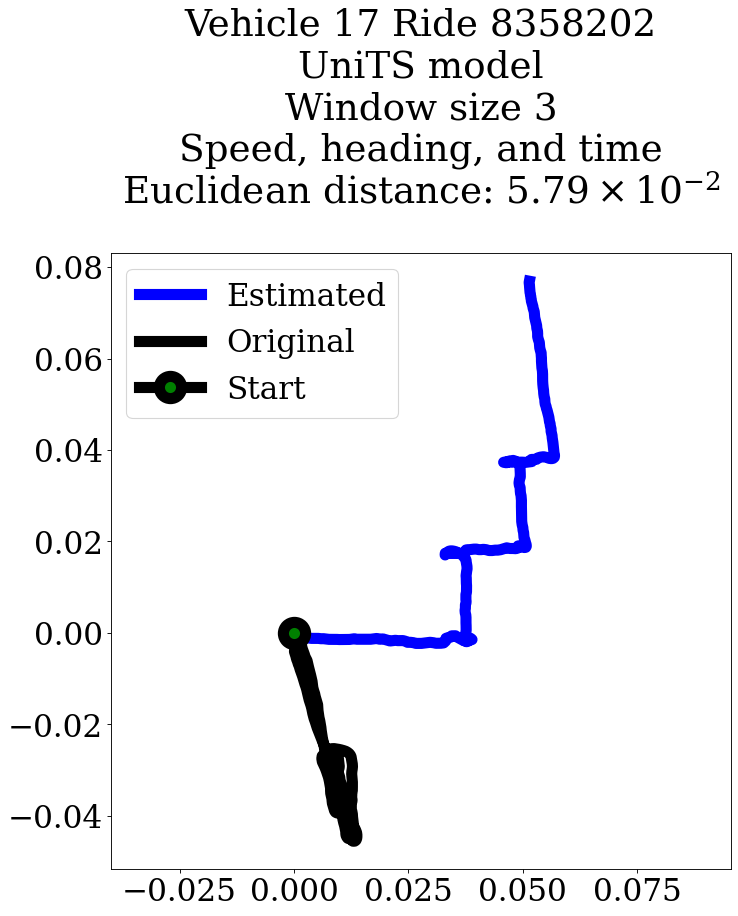 Vehicle 17 Ride 8358202
UniTS model
Window size 3
Speed, heading, and time
Euclidean distance: 5.79 × 10⁻²
0.08
0.06
0.04
0.02
0.00
−0.02
−0.04
Estimated
Original
Start
−0.025 0.000 0.025 0.050 0.075